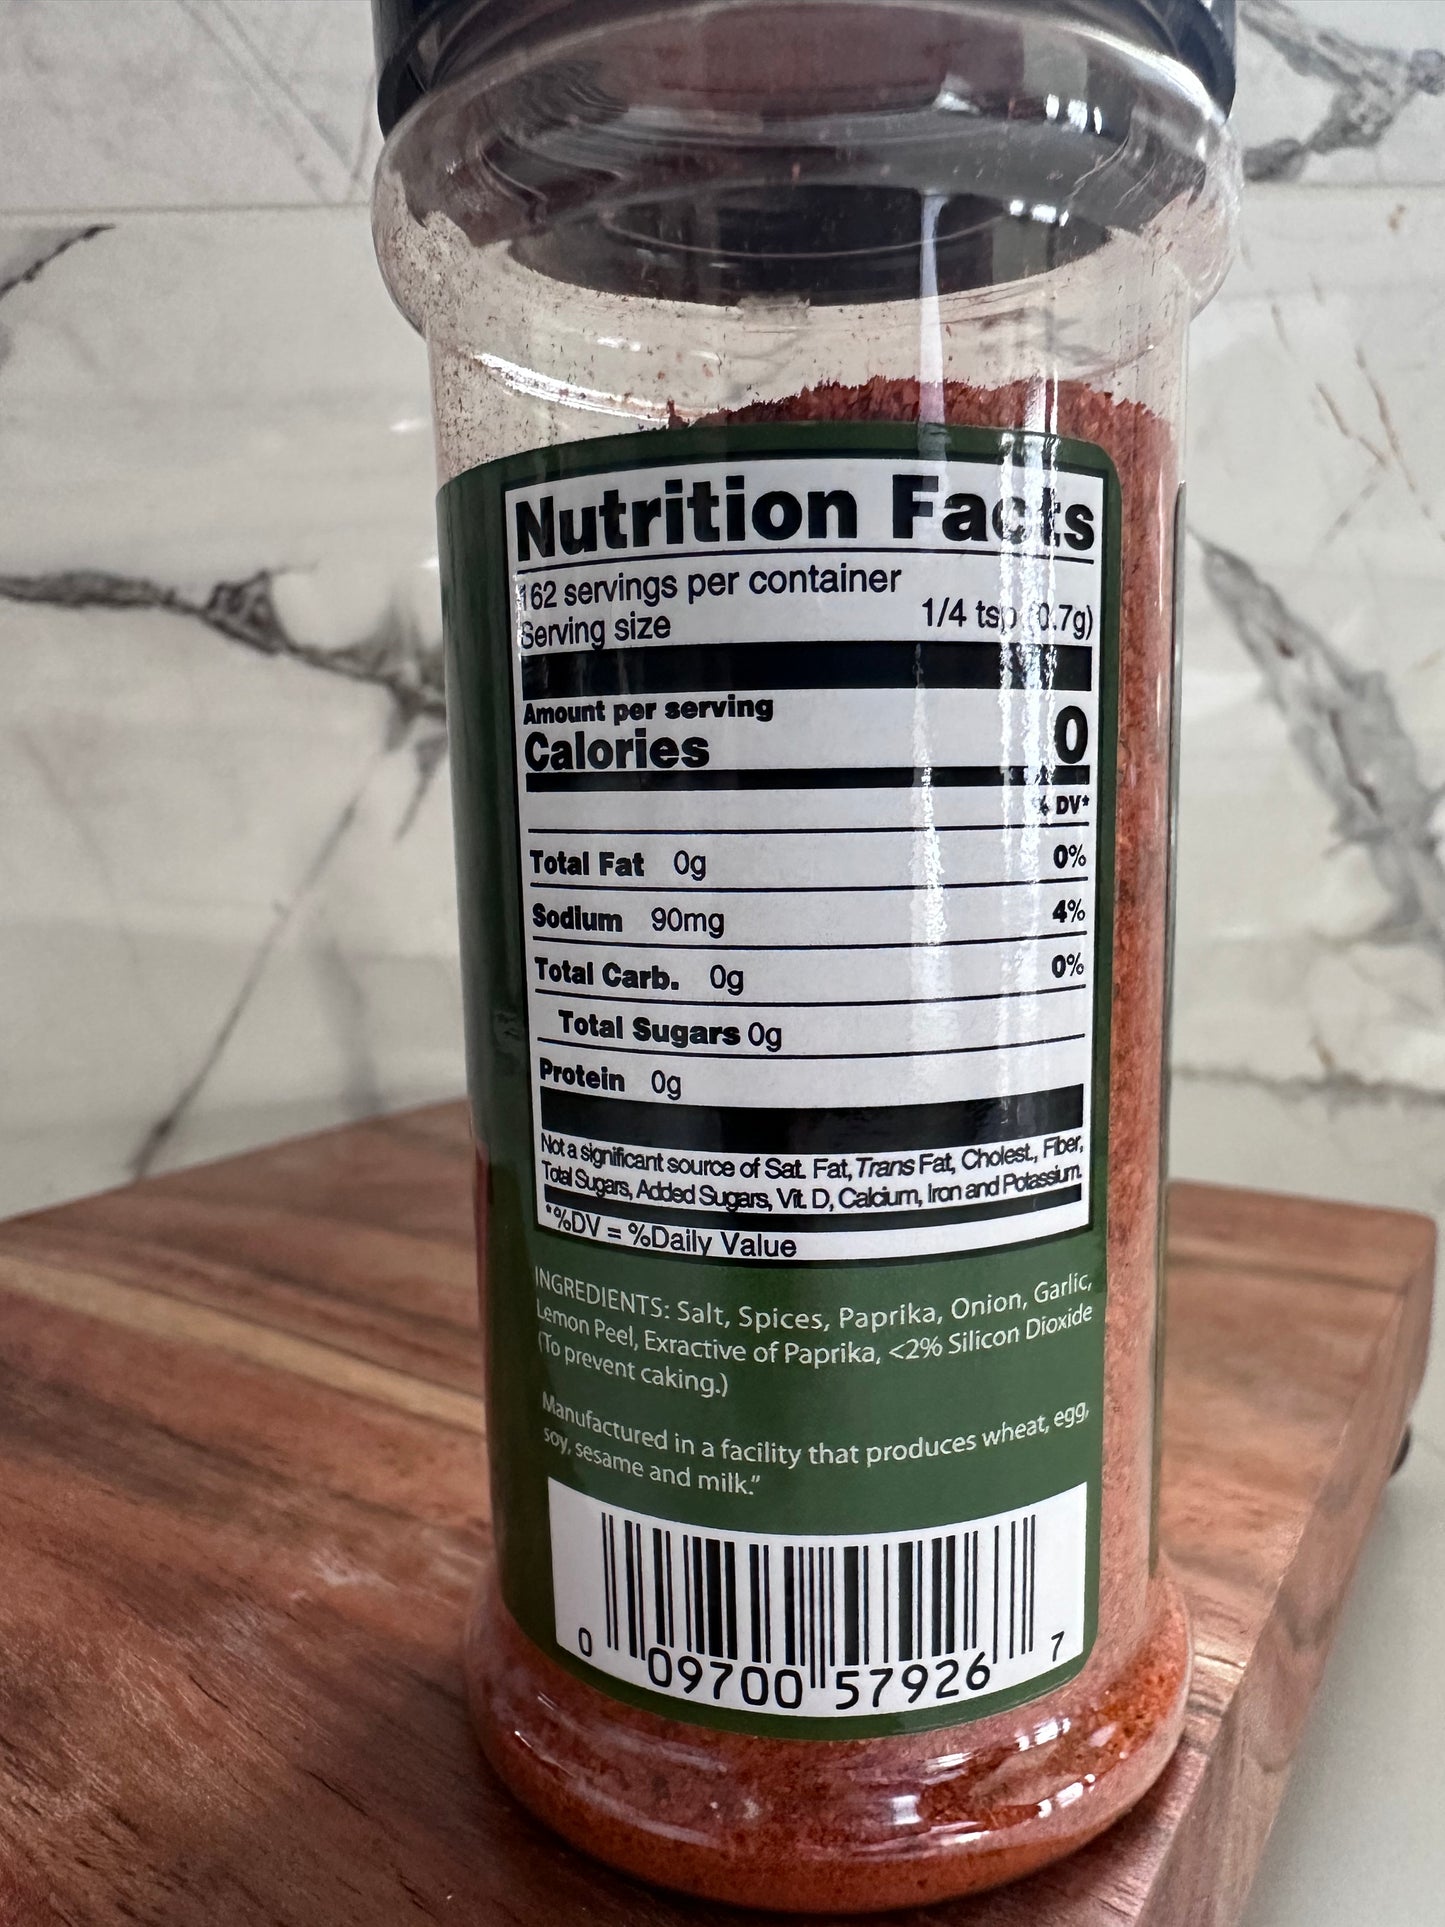 Nutrition Facts
162 servings per container
Serving size 1/4 tsp (0.7g)
Amount per serving
Calories 0
% DV*
Total Fat 0g 0%
Sodium 90mg 4%
Total Carb. 0g 0%
Total Sugars 0g
Protein 0g
Not a significant source of Sat. Fat, Trans Fat, Cholest., Fiber,
Total Sugars, Added Sugars, Vit. D, Calcium, Iron and Potassium.
*%DV = %Daily Value
INGREDIENTS: Salt, Spices, Paprika, Onion, Garlic,
Lemon Peel, Exractive of Paprika, <2% Silicon Dioxide
(To prevent caking.)
Manufactured in a facility that produces wheat, egg,
soy, sesame and milk.”
0 09700 57926 7